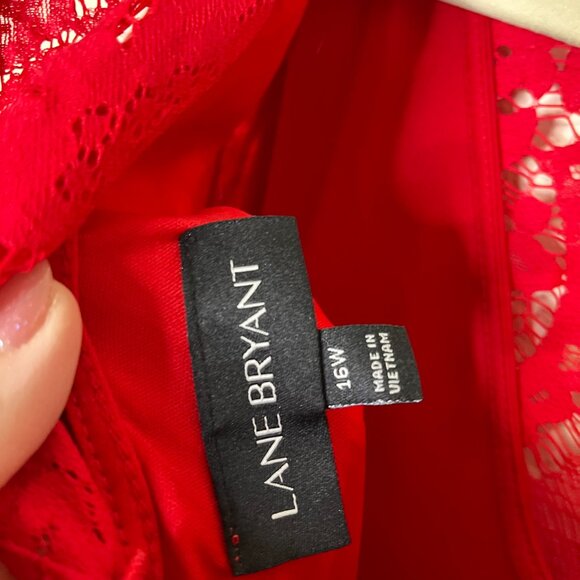 LANE BRYANT
16W
MADE IN
VIETNAM